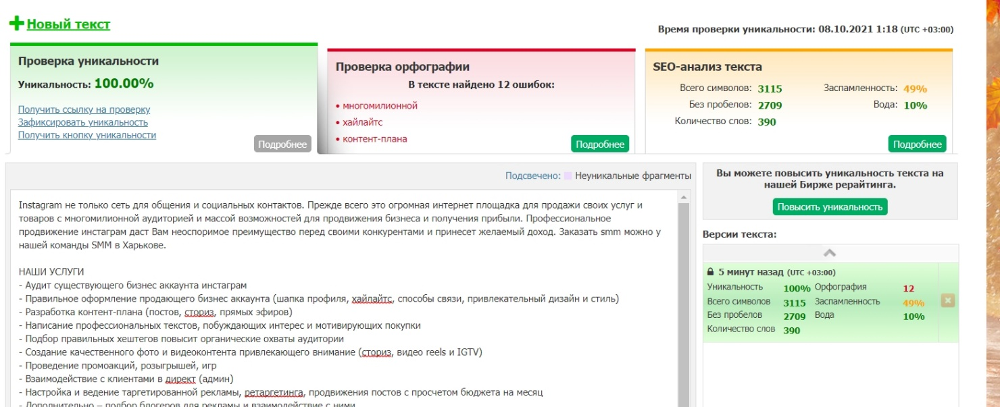 Новый текст
Время проверки уникальности: 08.10.2021 1:18 (UTC +03:00)
Проверка уникальности
Уникальность: 100.00%
Получить ссылку на проверку
Зафиксировать уникальность
Получить кнопку уникальности
Подробнее
Проверка орфографии
В тексте найдено 12 ошибок:
• многомилионной
• хайлайтс
• контент-плана
Подробнее
SEO-анализ текста
Всего символов: 3115 Заспамленность: 49%
Без пробелов: 2709 Вода: 10%
Количество слов: 390
Подробнее
Подсвечено: Неуникальные фрагменты
Instagram не только сеть для общения и социальных контактов. Прежде всего это огромная интернет площадка для продажи своих услуг и
товаров с многомилионной аудиторией и массой возможностей для продвижения бизнеса и получения прибыли. Профессиональное
продвижение инстаграм даст Вам неоспоримое преимущество перед своими конкурентами и принесет желаемый доход. Заказать smm можно у
нашей команды SMM в Харькове.
НАШИ УСЛУГИ
- Аудит существующего бизнес аккаунта инстаграм
- Правильное оформление продающего бизнес аккаунта (шапка профиля, хайлайтс, способы связи, привлекательный дизайн и стиль)
- Разработка контент-плана (постов, сториз, прямых эфиров)
- Написание профессиональных текстов, побуждающих интерес и мотивирующих покупки
- Подбор правильных хештегов повысит органические охваты аудитории
- Создание качественного фото и видеоконтента привлекающего внимание (сториз, видео reels и IGTV)
- Проведение промоакций, розыгрышей, игр
- Взаимодействие с клиентами в директ (админ)
- Настройка и ведение таргетированной рекламы, ретаргетинга, продвижения постов с просчетом бюджета на месяц
- Дополнительно – подбор блогеров для рекламы и взаимодействие с ними
Вы можете повысить уникальность текста на
нашей Бирже рерайтинга.
Повысить уникальность
Версии текста:
5 минут назад (UTC +03:00)
Уникальность 100% Орфография 12
Всего символов 3115 Заспамленность 49%
Без пробелов 2709 Вода 10%
Количество слов 390